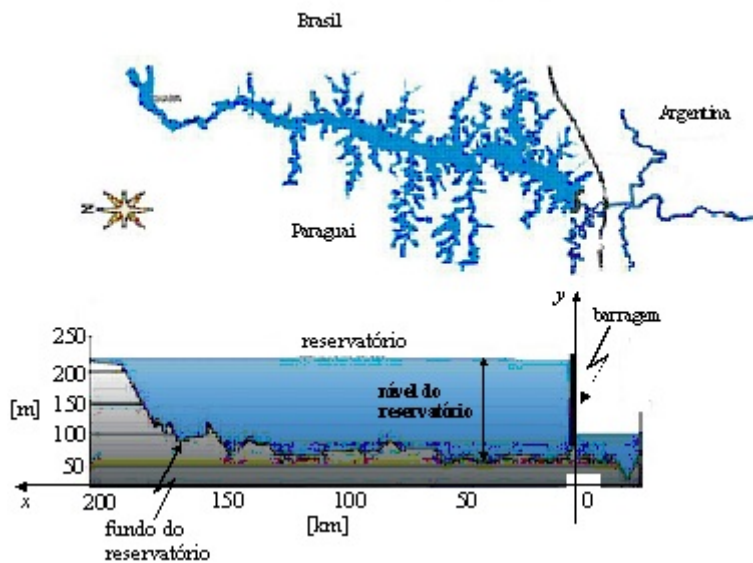 Brasil
Argentina
N
Paraguai
y
barragem
reservatório
250
200
[m] 150
100
50
nível do
reservatório
x 200 150 100 50 0
[km]
fundo do
reservatório